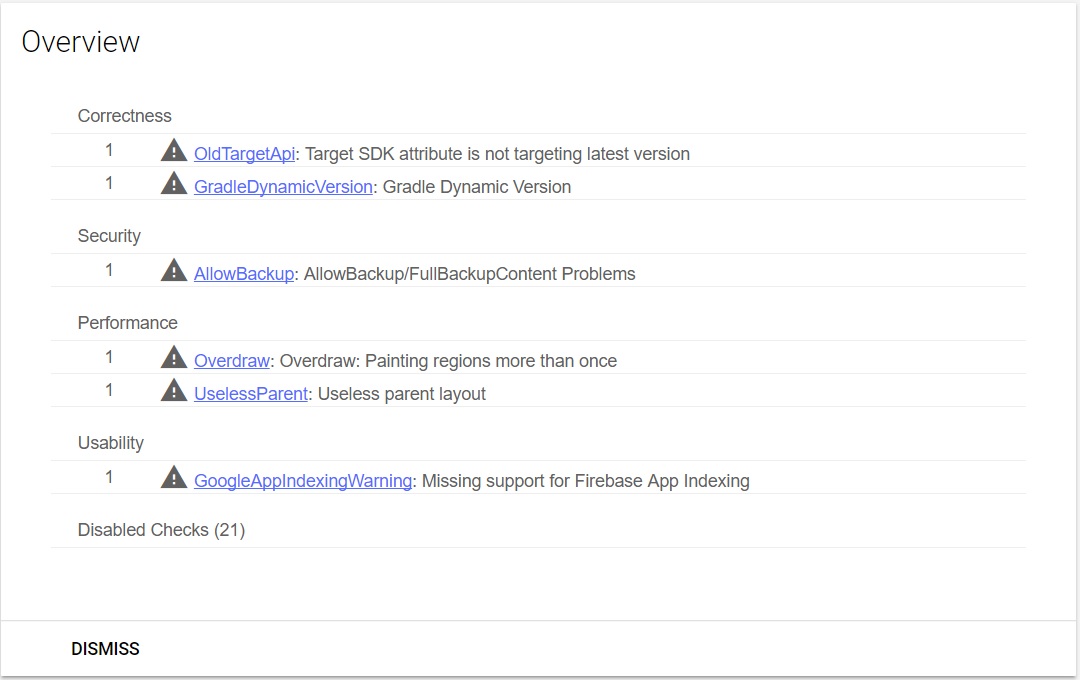 Overview
Correctness
1 OldTargetApi: Target SDK attribute is not targeting latest version
1 GradleDynamicVersion: Gradle Dynamic Version
Security
1 AllowBackup: AllowBackup/FullBackupContent Problems
Performance
1 Overdraw: Overdraw: Painting regions more than once
1 UselessParent: Useless parent layout
Usability
1 GoogleAppIndexingWarning: Missing support for Firebase App Indexing
Disabled Checks (21)
DISMISS